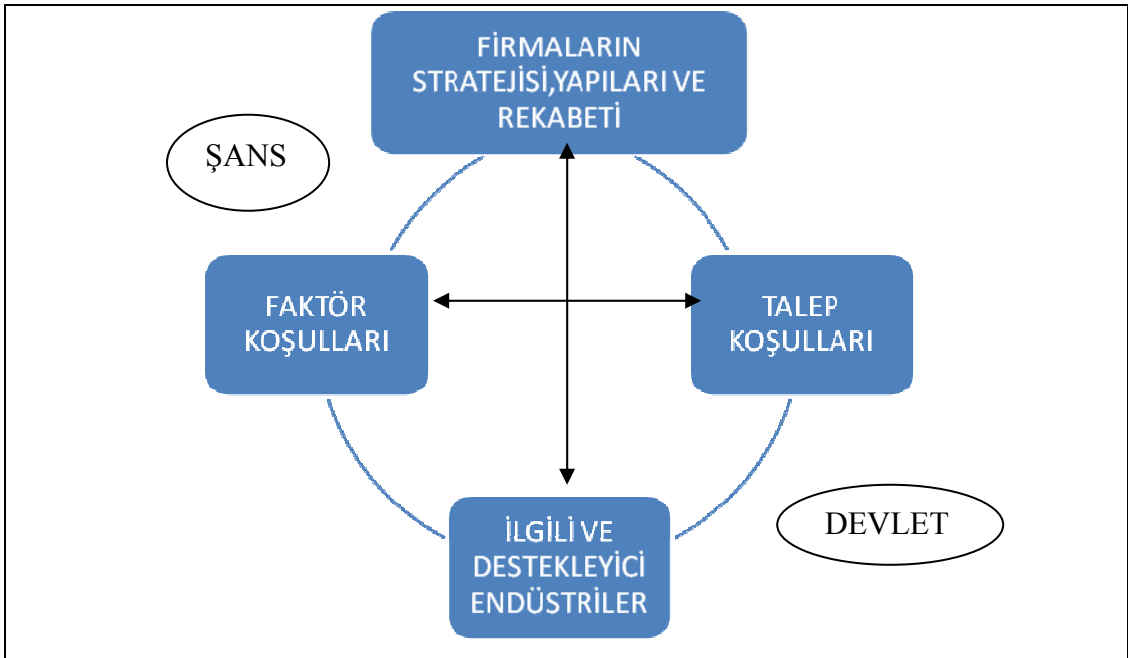 FİRMALARIN
STRATEJİSİ,YAPILARI VE
REKABETİ
ŞANS
FAKTÖR
KOŞULLARI
TALEP
KOŞULLARI
İLGİLİ VE
DESTEKLEYİCİ
ENDÜSTRİLER
DEVLET